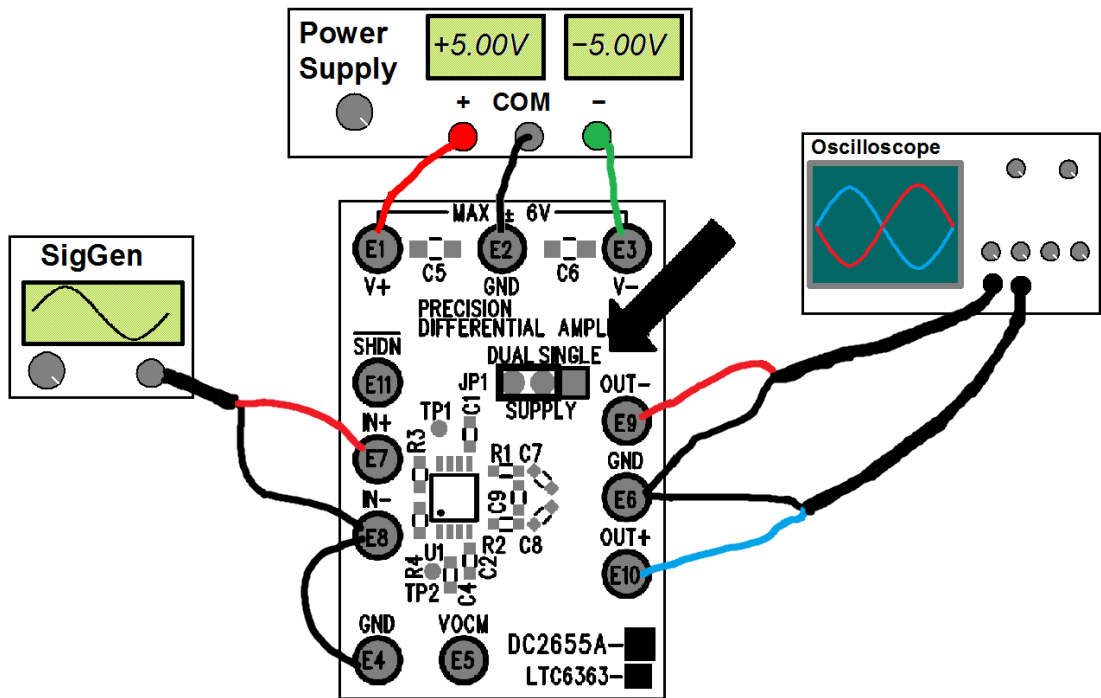 Power
Supply
+5.00V
−5.00V
+ COM −
Oscilloscope
SigGen
MAX ± 6V
E1
E2
E3
C5
C6
V+
GND
V-
PRECISION
DIFFERENTIAL AMPL
SHDN
E11
DUAL SINGLE
JP1
SUPPLY
OUT-
E9
IN+
E7
TP1
C1
R3
R1 C7
GND
E6
IN-
E8
C9
R2
C8
OUT+
E10
R4
U1
TP2
C4
C2
GND
E4
VOCM
E5
DC2655A-
LTC6363-